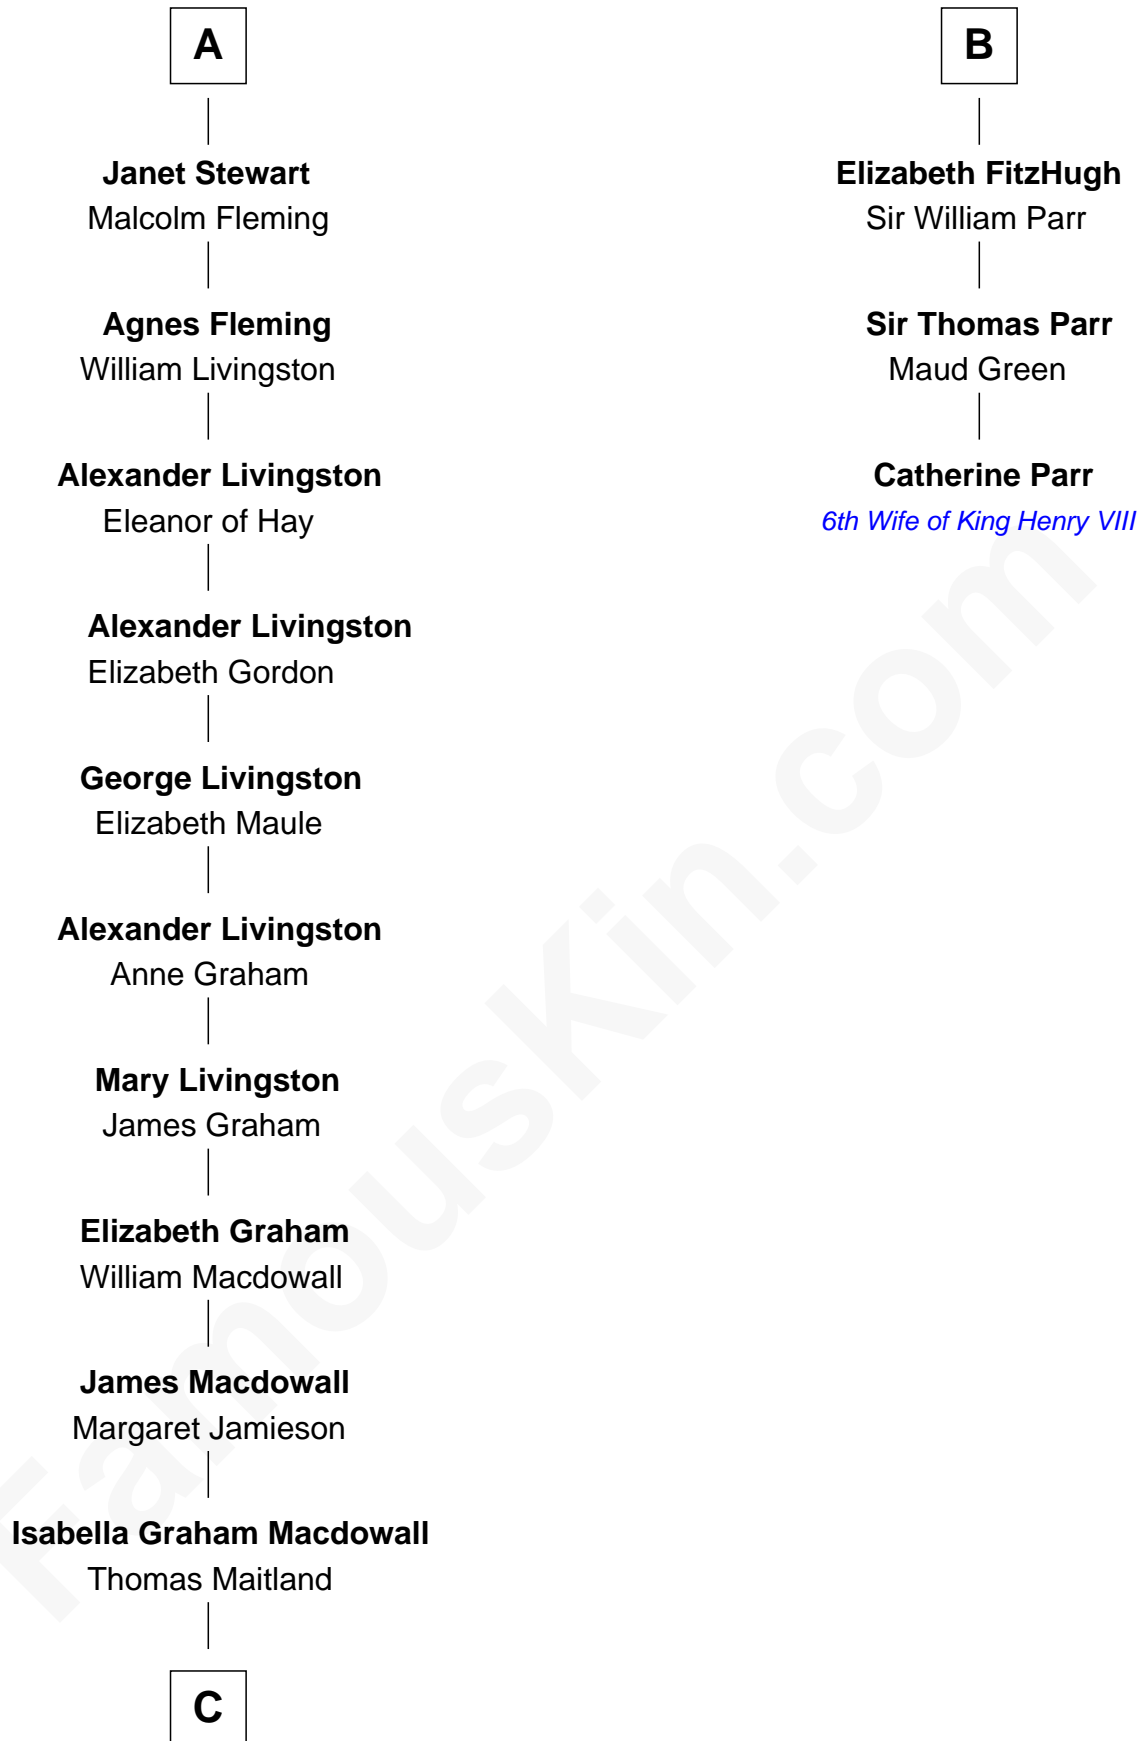 A
Janet Stewart
Malcolm Fleming
Agnes Fleming
William Livingston
Alexander Livingston
Eleanor of Hay
Alexander Livingston
Elizabeth Gordon
George Livingston
Elizabeth Maule
Alexander Livingston
Anne Graham
Mary Livingston
James Graham
Elizabeth Graham
William Macdowall
James Macdowall
Margaret Jamieson
Isabella Graham Macdowall
Thomas Maitland
C
B
Elizabeth FitzHugh
Sir William Parr
Sir Thomas Parr
Maud Green
Catherine Parr
6th Wife of King Henry VIII
FamousKin.com